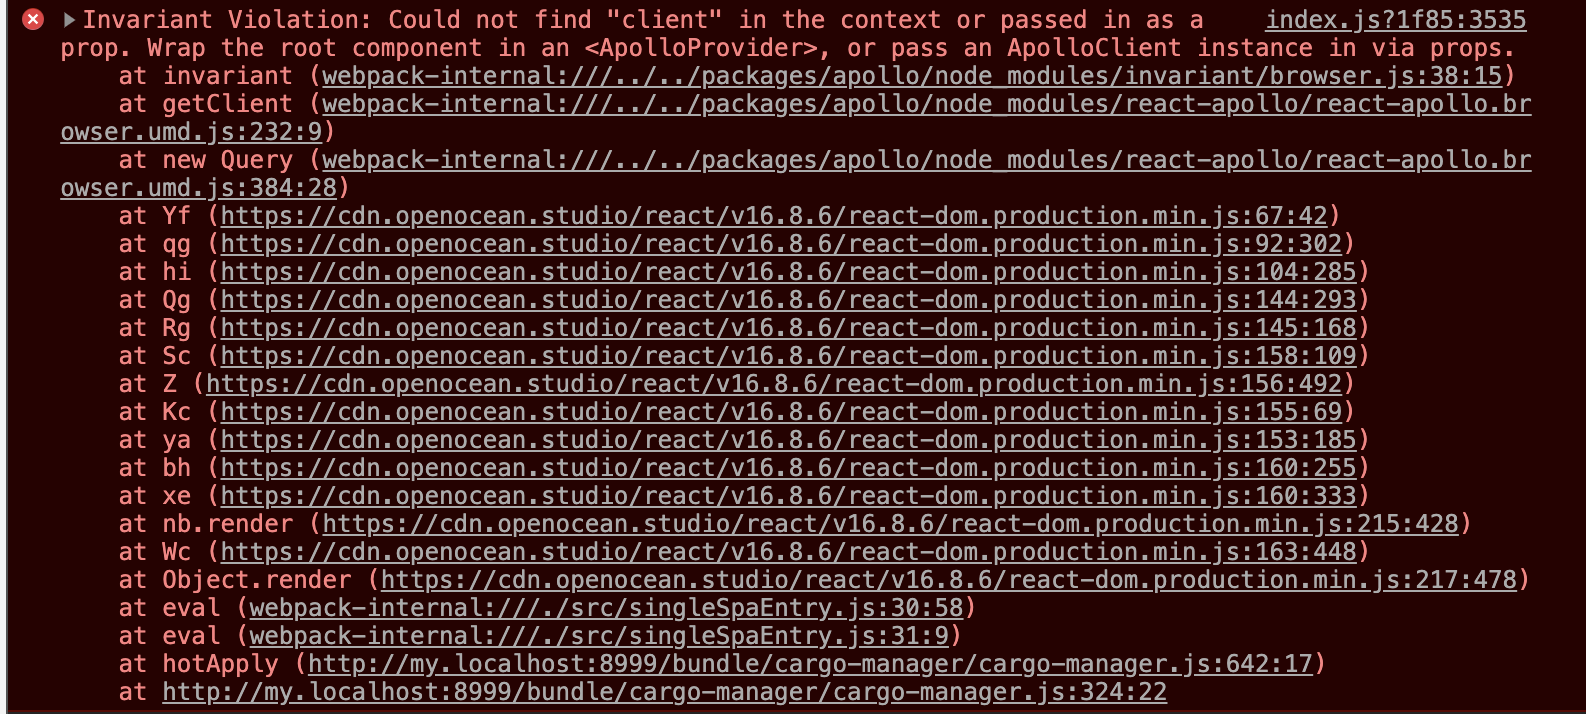 Invariant Violation: Could not find "client" in the context or passed in as a index.js?1f85:3535
prop. Wrap the root component in an <ApolloProvider>, or pass an ApolloClient instance in via props.
at invariant (webpack-internal:///../../packages/apollo/node_modules/invariant/browser.js:38:15)
at getClient (webpack-internal:///../../packages/apollo/node_modules/react-apollo/react-apollo.br
owser.umd.js:232:9)
at new Query (webpack-internal:///../../packages/apollo/node_modules/react-apollo/react-apollo.br
owser.umd.js:384:28)
at Yf (https://cdn.openocean.studio/react/v16.8.6/react-dom.production.min.js:67:42)
at qg (https://cdn.openocean.studio/react/v16.8.6/react-dom.production.min.js:92:302)
at hi (https://cdn.openocean.studio/react/v16.8.6/react-dom.production.min.js:104:285)
at Qg (https://cdn.openocean.studio/react/v16.8.6/react-dom.production.min.js:144:293)
at Rg (https://cdn.openocean.studio/react/v16.8.6/react-dom.production.min.js:145:168)
at Sc (https://cdn.openocean.studio/react/v16.8.6/react-dom.production.min.js:158:109)
at Z (https://cdn.openocean.studio/react/v16.8.6/react-dom.production.min.js:156:492)
at Kc (https://cdn.openocean.studio/react/v16.8.6/react-dom.production.min.js:155:69)
at ya (https://cdn.openocean.studio/react/v16.8.6/react-dom.production.min.js:153:185)
at bh (https://cdn.openocean.studio/react/v16.8.6/react-dom.production.min.js:160:255)
at xe (https://cdn.openocean.studio/react/v16.8.6/react-dom.production.min.js:160:333)
at nb.render (https://cdn.openocean.studio/react/v16.8.6/react-dom.production.min.js:215:428)
at Wc (https://cdn.openocean.studio/react/v16.8.6/react-dom.production.min.js:163:448)
at Object.render (https://cdn.openocean.studio/react/v16.8.6/react-dom.production.min.js:217:478)
at eval (webpack-internal:///./src/singleSpaEntry.js:30:58)
at eval (webpack-internal:///./src/singleSpaEntry.js:31:9)
at hotApply (http://my.localhost:8999/bundle/cargo-manager/cargo-manager.js:642:17)
at http://my.localhost:8999/bundle/cargo-manager/cargo-manager.js:324:22